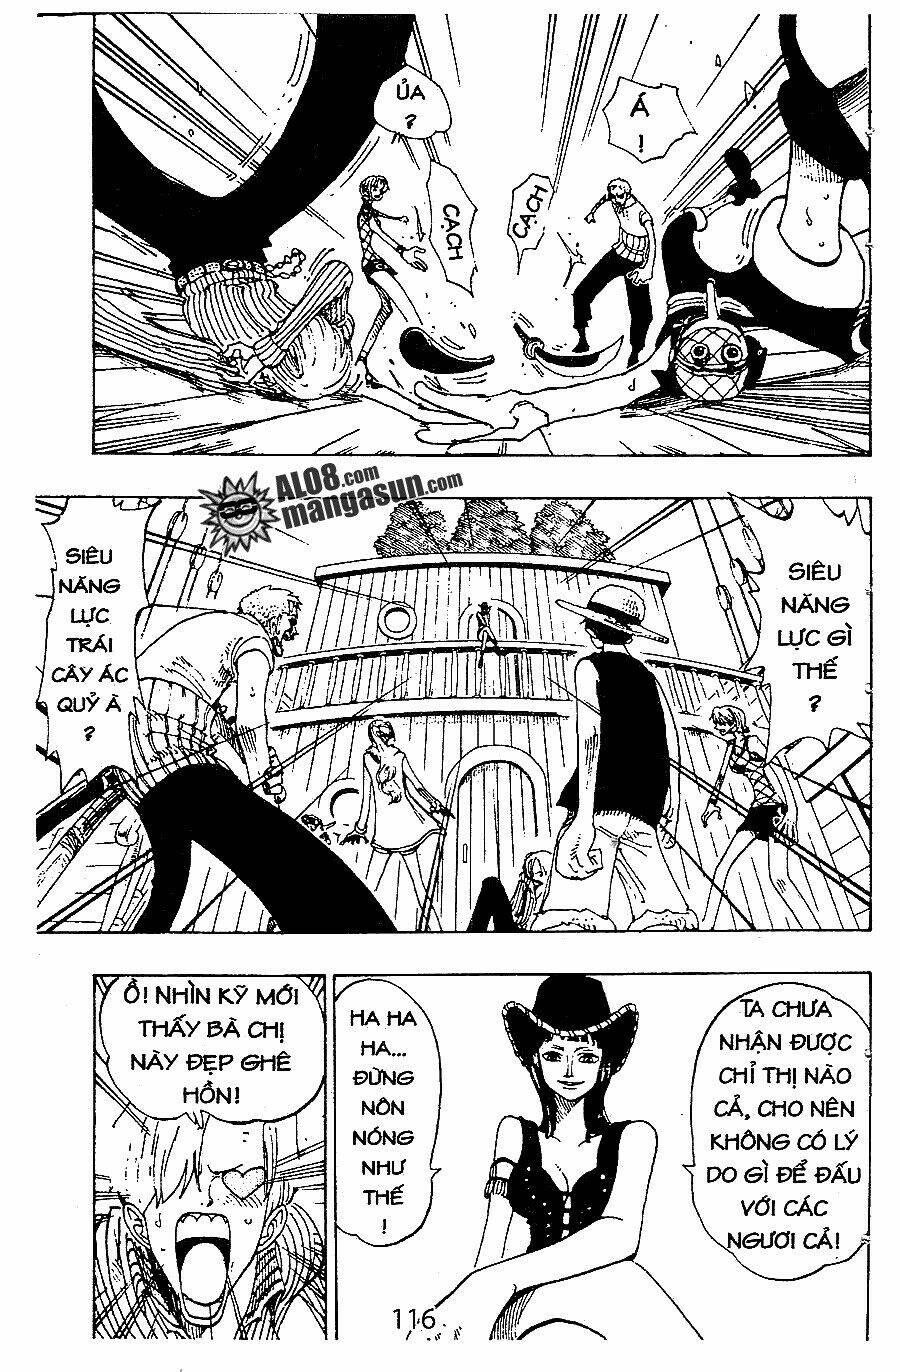 ỦA
?
Á
!
CẠCH
CẠCH
AL08.com
mangasun.com
SIÊU
NĂNG
LỰC
TRÁI
CÂY ÁC
QUỶ À
?
SIÊU
NĂNG
LỰC GÌ
THẾ
?
Ồ! NHÌN KỸ MỚI
THẤY BÀ CHỊ
NÀY ĐẸP GHÊ
HỒN!
HA HA
HA...
ĐỪNG
NÔN
NÓNG
NHƯ
THẾ
!
TA CHƯA
NHẬN ĐƯỢC
CHỈ THỊ NÀO
CẢ, CHO NÊN
KHÔNG CÓ LÝ
DO GÌ ĐỂ ĐẤU
VỚI CÁC
NGƯƠI CẢ!
116